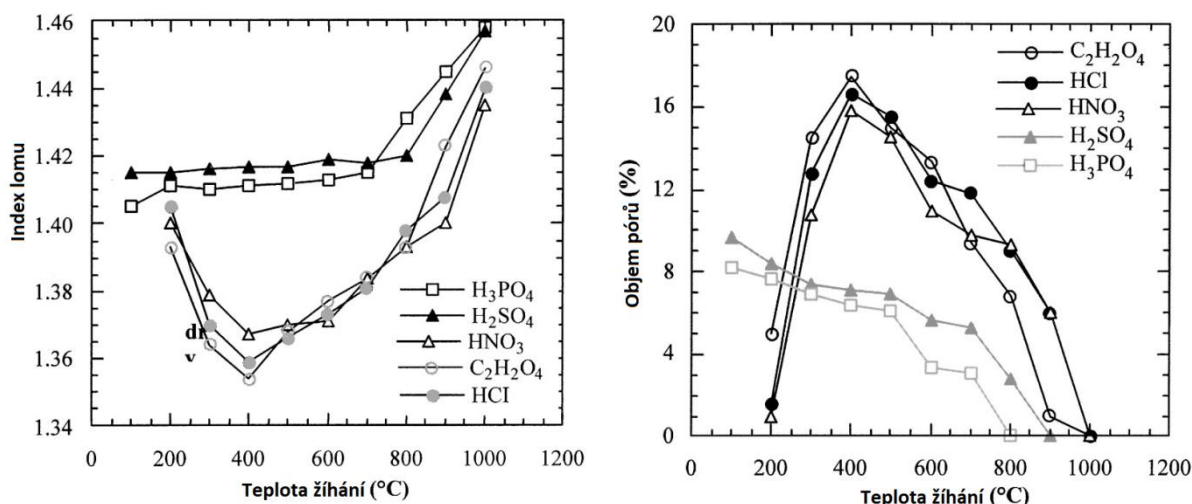 1.46
1.44
1.42
1.40
1.38
1.36
1.34
Index lomu
H₃PO₄
H₂SO₄
HNO₃
C₂H₂O₄
HCl
dr
v
0 200 400 600 800 1000 1200
Teplota žíhání (°C)
20
16
12
8
4
0
Objem pórů (%)
C₂H₂O₄
HCl
HNO₃
H₂SO₄
H₃PO₄
0 200 400 600 800 1000 1200
Teplota žíhání (°C)